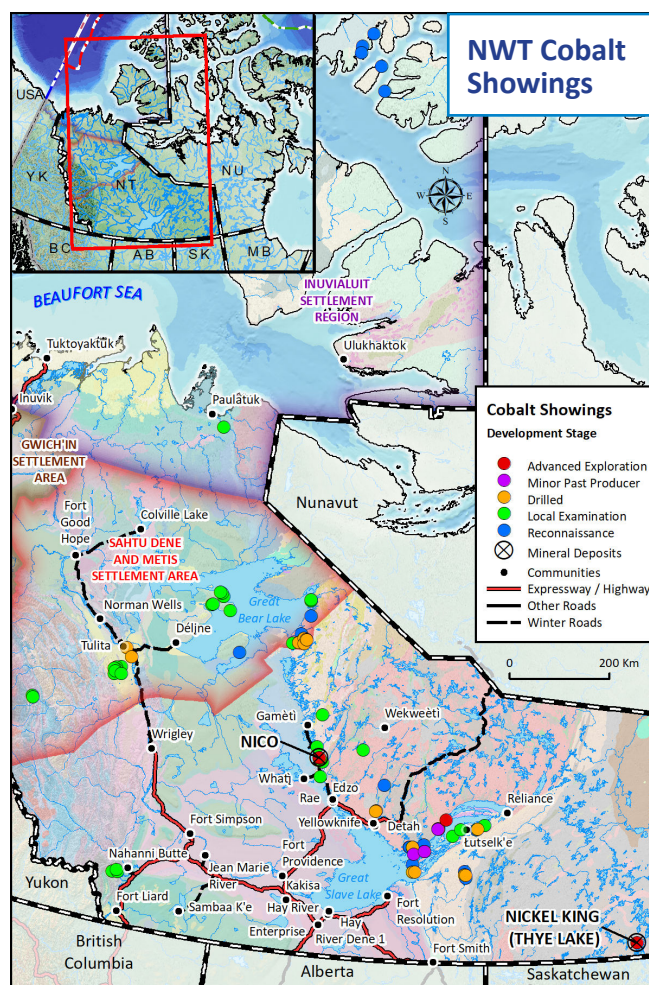 NWT Cobalt
Showings
USA
YK
NT
NU
BC
AB
SK
MB
N
W
E
S
BEAUFORT SEA
INUVIALUIT
SETTLEMENT
REGION
Tuktoyaktuk
Ulukhaktok
Inuvik
Paulatuk
GWICH'IN
SETTLEMENT
AREA
Cobalt Showings
Development Stage
Advanced Exploration
Minor Past Producer
Drilled
Local Examination
Reconnaissance
Mineral Deposits
Communities
Expressway / Highway
Other Roads
Winter Roads
0
200 Km
Nunavut
Fort
Good
Hope
Colville Lake
SAHTU DENE
AND METIS
SETTLEMENT AREA
Norman Wells
Great
Bear Lake
Tulita
Déljne
Gamètì
Wekweètì
Wrigley
NICO
Whatì
Edzo
Rae
Reliance
Fort Simpson
Yellowknife
Detah
Łutselk'e
Nahanni Butte
Jean Marie
River
Fort
Providence
Yukon
Kakisa
Great
Slave Lake
Fort Liard
Sambaa K'e
Hay River
Fort
Resolution
Hay
River Dene 1
Enterprise
NICKEL KING
(THYE LAKE)
British
Columbia
Fort Smith
Alberta
Saskatchewan